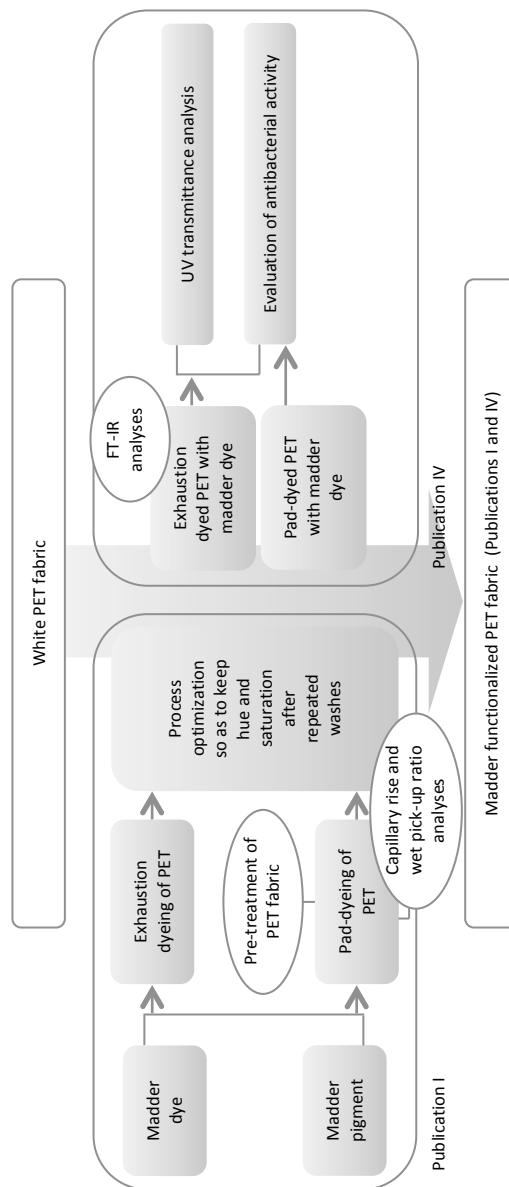 White PET fabric
Madder
dye
Madder
pigment
Exhaustion
dyeing of PET
Pre-treatment of
PET fabric
Pad-dyeing of
PET
Capillary rise and
wet pick-up ratio
analyses
Process
optimization
so as to keep
hue and
saturation
after
repeated
washes
Publication I
FT-IR
analyses
Exhaustion
dyed PET with
madder dye
Pad-dyed PET
with madder
dye
UV transmittance analysis
Evaluation of antibacterial activity
Publication IV
Madder functionalized PET fabric (Publications I and IV)